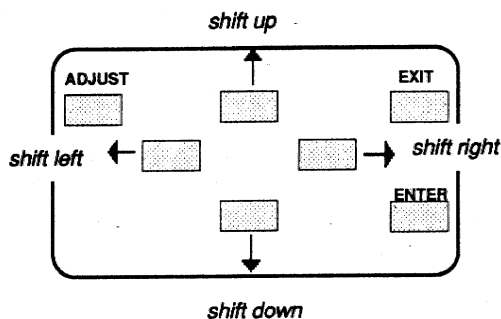 shift up
ADJUST
EXIT
shift left
shift right
ENTER
shift down